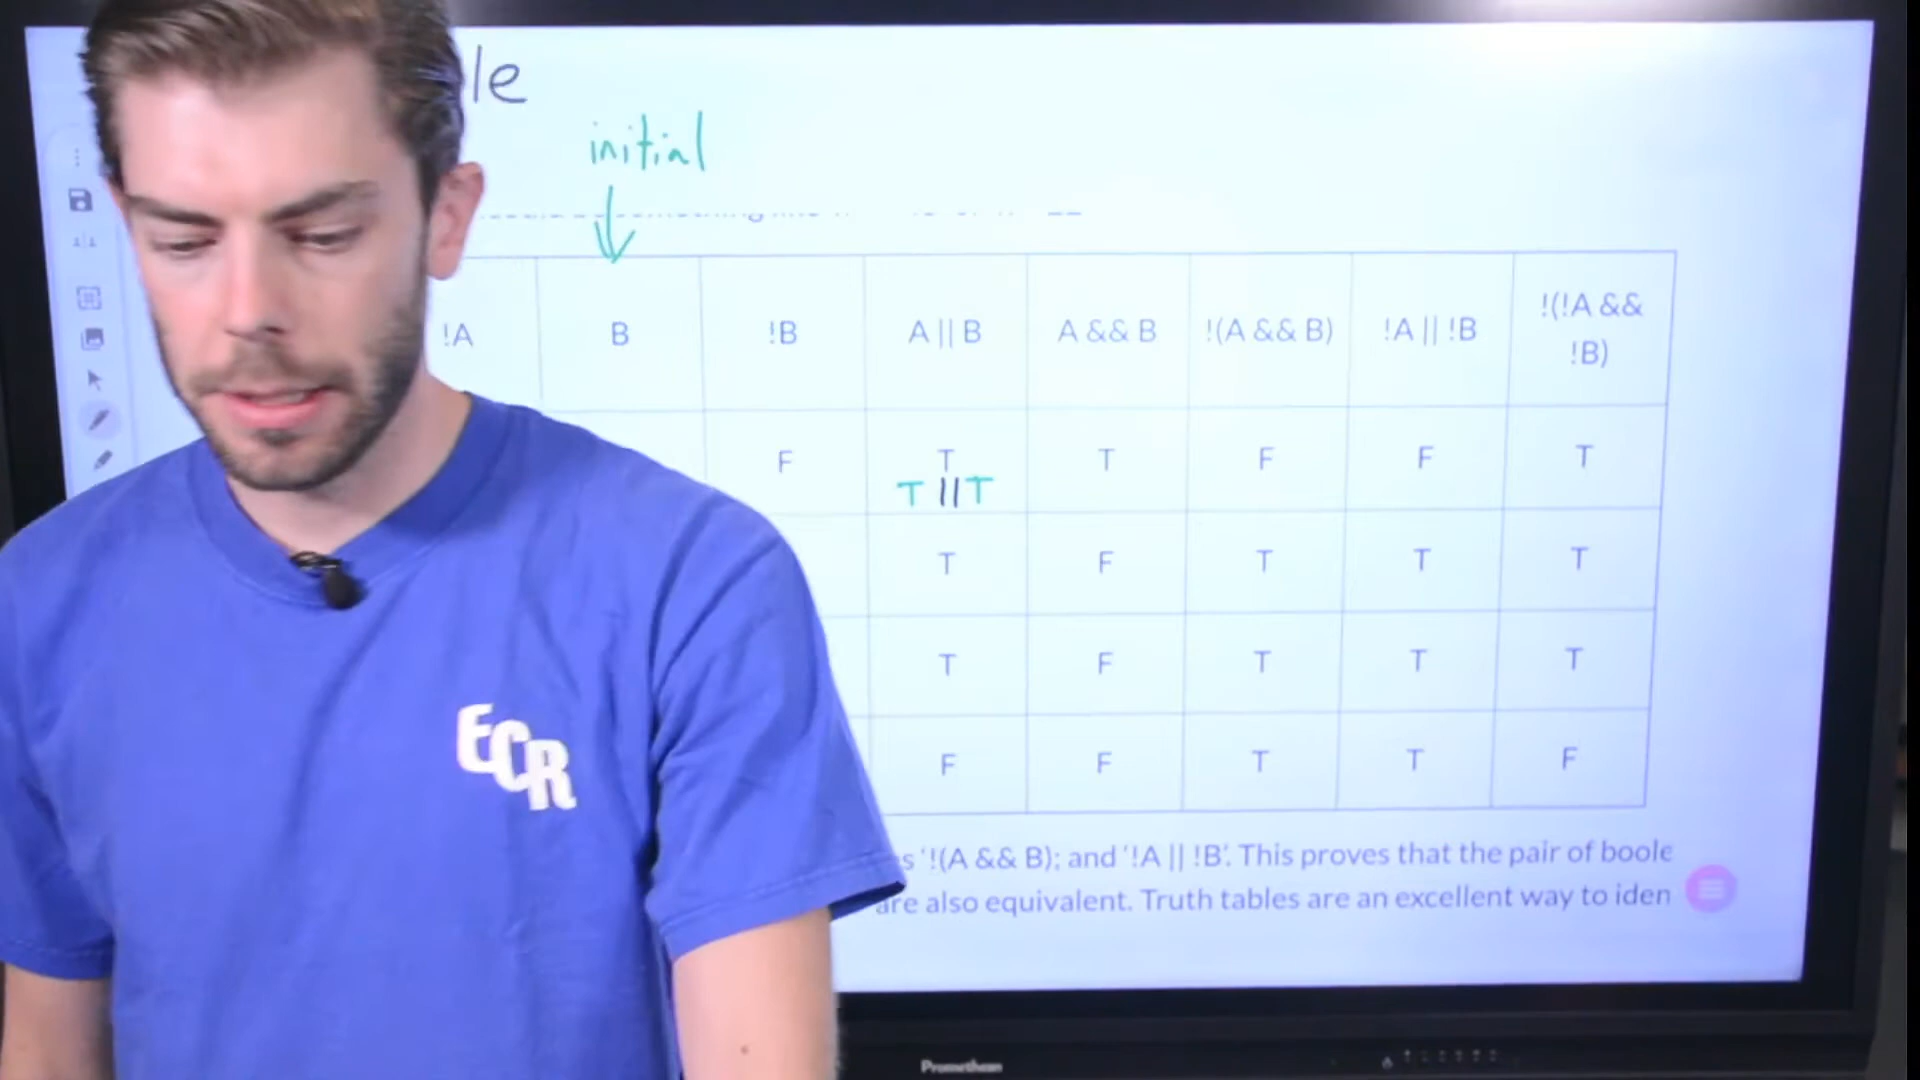 le
initial
!A B !B A || B A && B !(A && B) !A || !B !(!A && !B)
F T T F F T
T || T
T F T T T
T F T T T
F F T T F
'!(A && B); and '!A || !B'. This proves that the pair of boole
are also equivalent. Truth tables are an excellent way to iden
ECR
Promethean